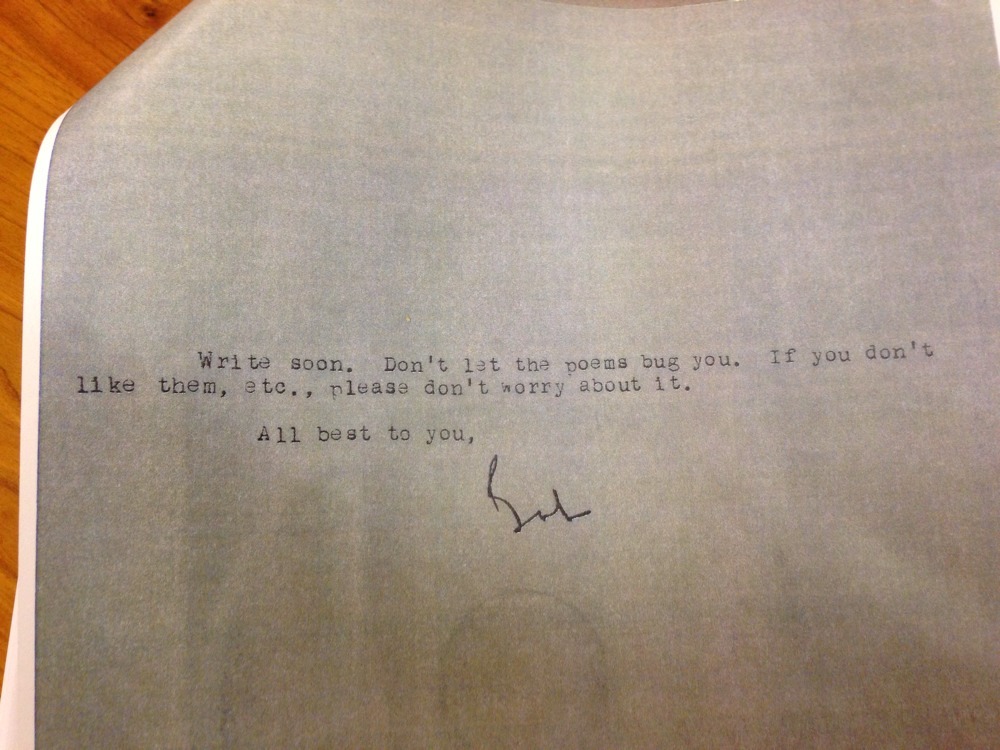 Write soon. Don't let the poems bug you. If you don't
like them, etc., please don't worry about it.
All best to you,
Bob